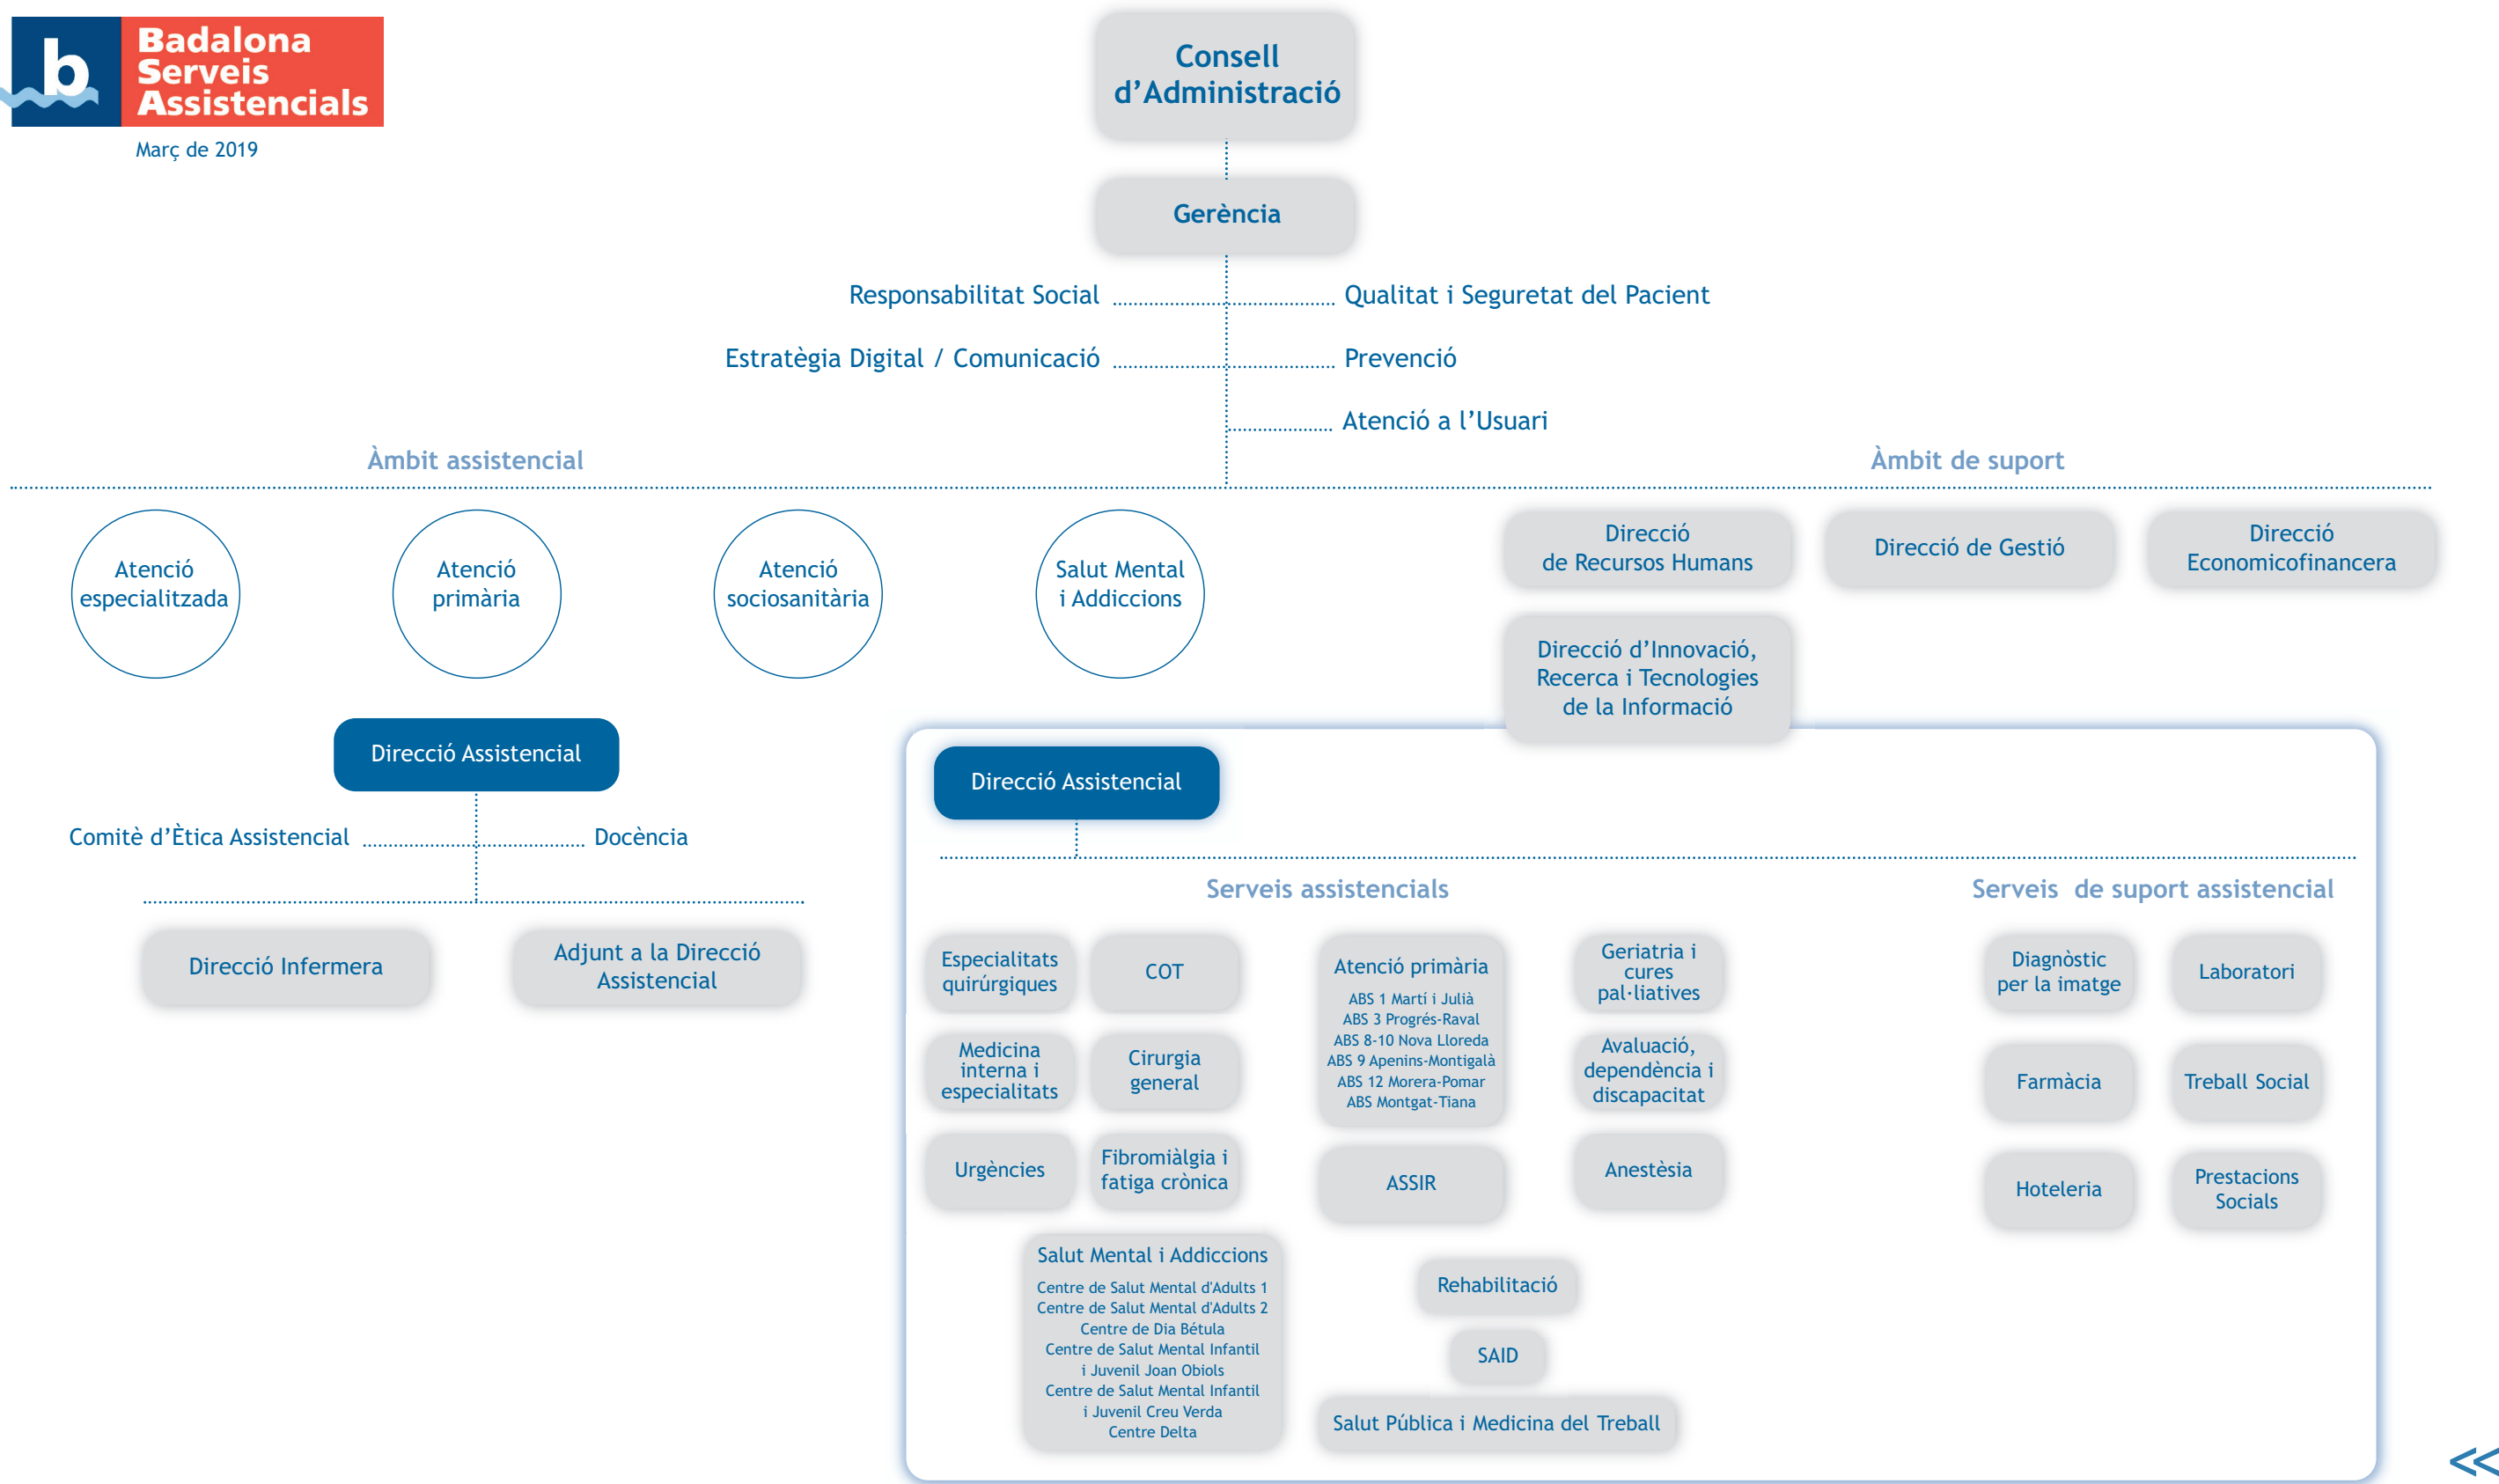 b
Badalona
Serveis
Assistencials
Març de 2019
Consell
d’Administració
Gerència
Responsabilitat Social
Qualitat i Seguretat del Pacient
Estratègia Digital / Comunicació
Prevenció
Atenció a l’Usuari
Àmbit assistencial
Àmbit de suport
Atenció
especialitzada
Atenció
primària
Atenció
sociosanitària
Salut Mental
i Addiccions
Direcció
de Recursos Humans
Direcció de Gestió
Direcció
Economicofinancera
Direcció d’Innovació,
Recerca i Tecnologies
de la Informació
Direcció Assistencial
Comitè d’Ètica Assistencial
Docència
Direcció Infermera
Adjunt a la Direcció
Assistencial
Direcció Assistencial
Serveis assistencials
Serveis de suport assistencial
Especialitats
quirúrgiques
COT
Atenció primària
ABS 1 Martí i Julià
ABS 3 Progrés-Raval
ABS 8-10 Nova Lloreda
ABS 9 Apenins-Montigalà
ABS 12 Morera-Pomar
ABS Montgat-Tiana
Geriatria i
cures
pal·liatives
Medicina
interna i
especialitats
Cirurgia
general
Avaluació,
dependència i
discapacitat
Urgències
Fibromiàlgia i
fatiga crònica
ASSIR
Anestèsia
Salut Mental i Addiccions
Centre de Salut Mental d'Adults 1
Centre de Salut Mental d'Adults 2
Centre de Dia Bétula
Centre de Salut Mental Infantil
i Juvenil Joan Obiols
Centre de Salut Mental Infantil
i Juvenil Creu Verda
Centre Delta
Rehabilitació
SAID
Salut Pública i Medicina del Treball
Diagnòstic
per la imatge
Laboratori
Farmàcia
Treball Social
Hoteleria
Prestacions
Socials
<<